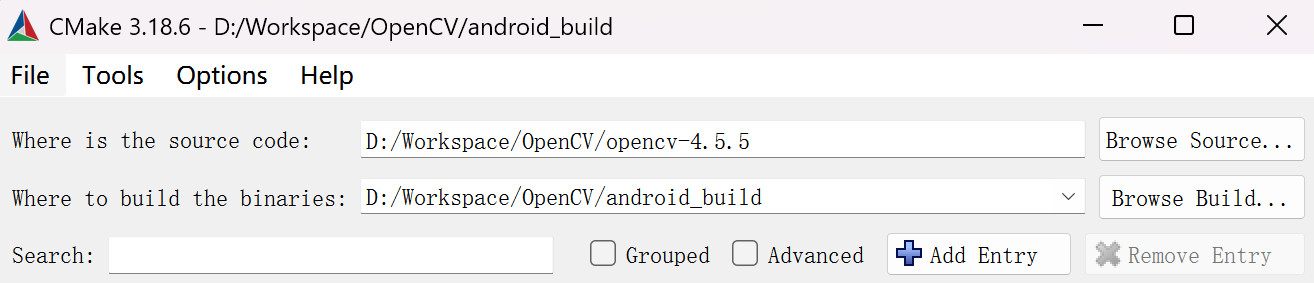 CMake 3.18.6 - D:/Workspace/OpenCV/android_build
File Tools Options Help
Where is the source code: D:/Workspace/OpenCV/opencv-4.5.5 Browse Source...
Where to build the binaries: D:/Workspace/OpenCV/android_build Browse Build...
Search: Grouped Advanced Add Entry Remove Entry